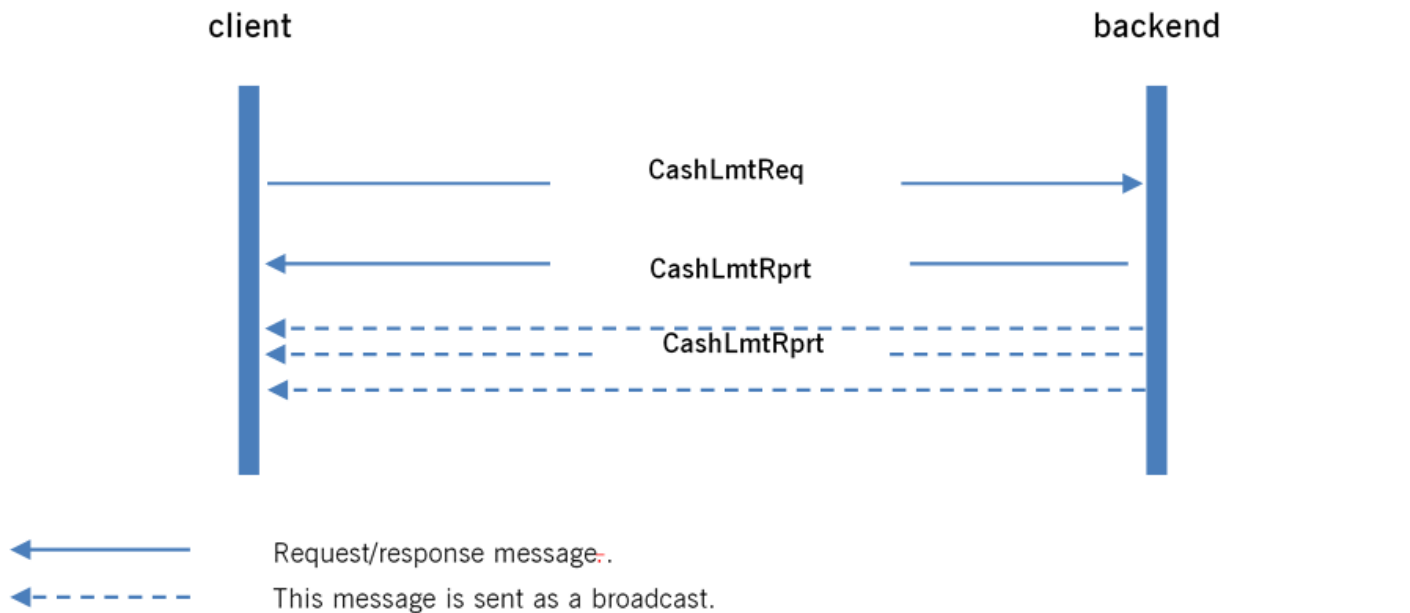 client
backend
CashLmtReq
CashLmtRprt
CashLmtRprt
Request/response message..
This message is sent as a broadcast.